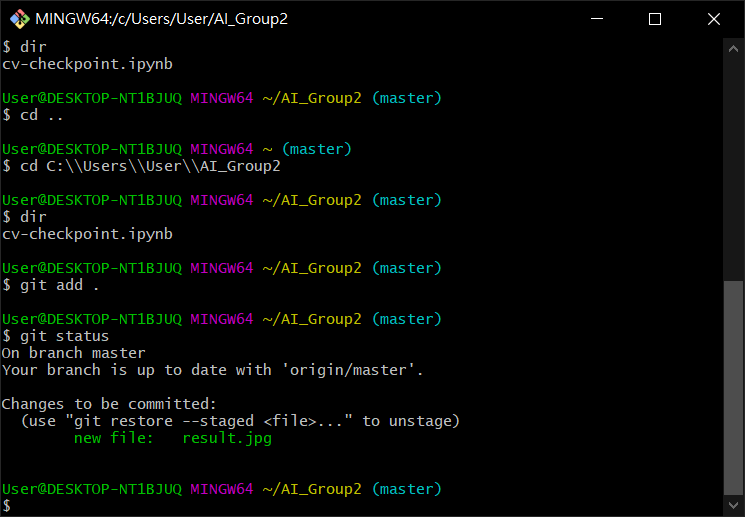 MINGW64:/c/Users/User/AI_Group2
$ dir
cv-checkpoint.ipynb
User@DESKTOP-NT1BJUQ MINGW64 ~/AI_Group2 (master)
$ cd ..
User@DESKTOP-NT1BJUQ MINGW64 ~ (master)
$ cd C:\\Users\\User\\AI_Group2
User@DESKTOP-NT1BJUQ MINGW64 ~/AI_Group2 (master)
$ dir
cv-checkpoint.ipynb
User@DESKTOP-NT1BJUQ MINGW64 ~/AI_Group2 (master)
$ git add .
User@DESKTOP-NT1BJUQ MINGW64 ~/AI_Group2 (master)
$ git status
On branch master
Your branch is up to date with 'origin/master'.
Changes to be committed:
  (use "git restore --staged <file>..." to unstage)
        new file:   result.jpg
User@DESKTOP-NT1BJUQ MINGW64 ~/AI_Group2 (master)
$